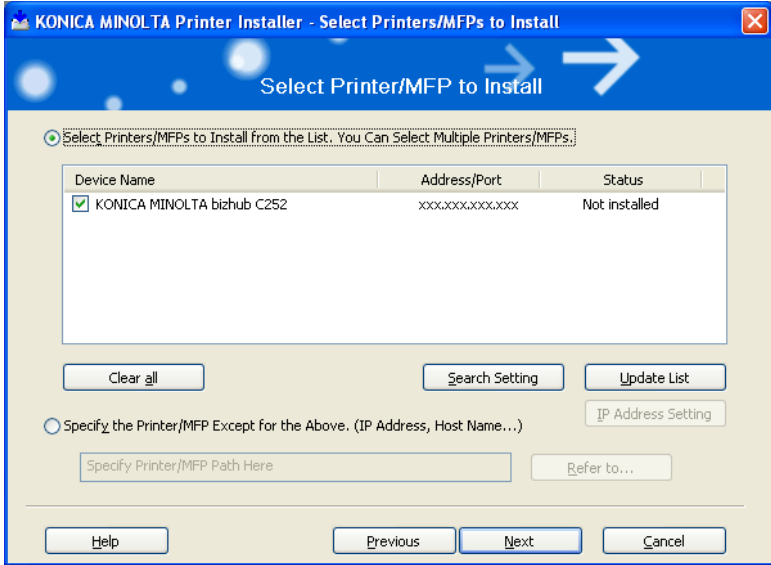 KONICA MINOLTA Printer Installer - Select Printers/MFPs to Install
Select Printer/MFP to Install
Select Printers/MFPs to Install from the List. You Can Select Multiple Printers/MFPs.
Device Name Address/Port Status
KONICA MINOLTA bizhub C252 xxx.xxx.xxx.xxx Not installed
Clear all Search Setting Update List
IP Address Setting
Specify the Printer/MFP Except for the Above. (IP Address, Host Name...)
Specify Printer/MFP Path Here Refer to...
Help Previous Next Cancel